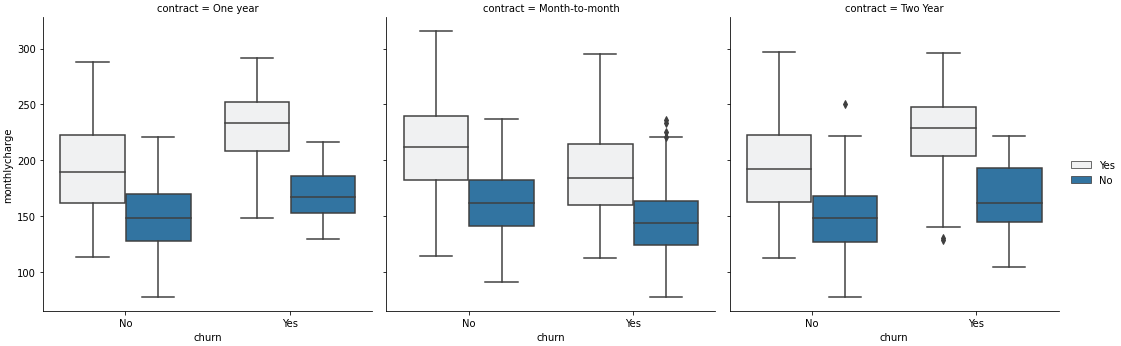 contract = One year
contract = Month-to-month
contract = Two Year
monthlycharge
300
250
200
150
100
No
Yes
churn
No
Yes
churn
No
Yes
churn
Yes
No